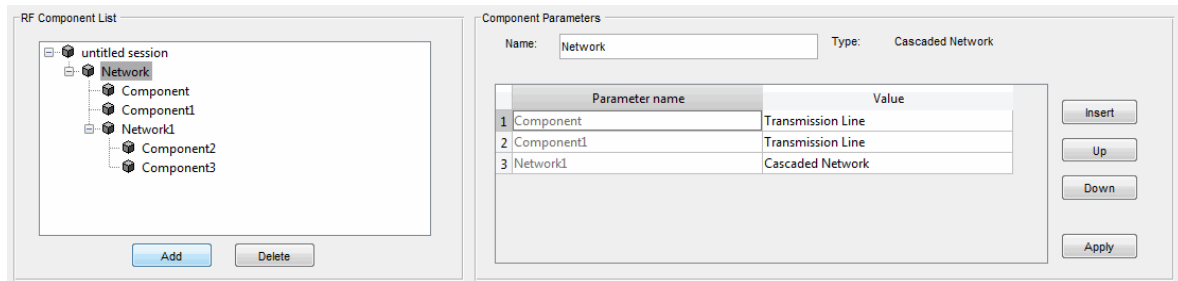 RF Component List
untitled session
Network
Component
Component1
Network1
Component2
Component3
Add Delete
Component Parameters
Name: Network Type: Cascaded Network
Parameter name Value
1 Component Transmission Line
2 Component1 Transmission Line
3 Network1 Cascaded Network
Insert
Up
Down
Apply